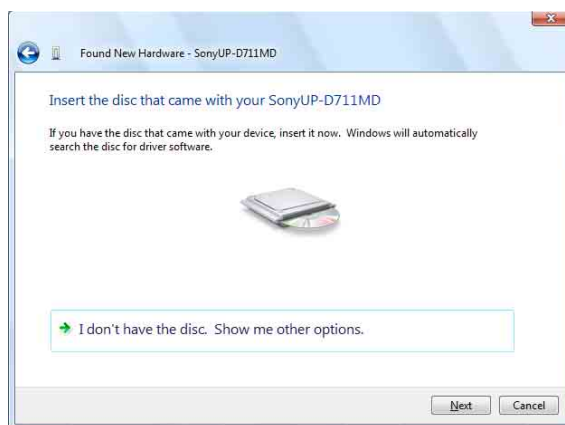 Found New Hardware - SonyUP-D711MD
Insert the disc that came with your SonyUP-D711MD
If you have the disc that came with your device, insert it now. Windows will automatically
search the disc for driver software.
I don't have the disc. Show me other options.
Next Cancel